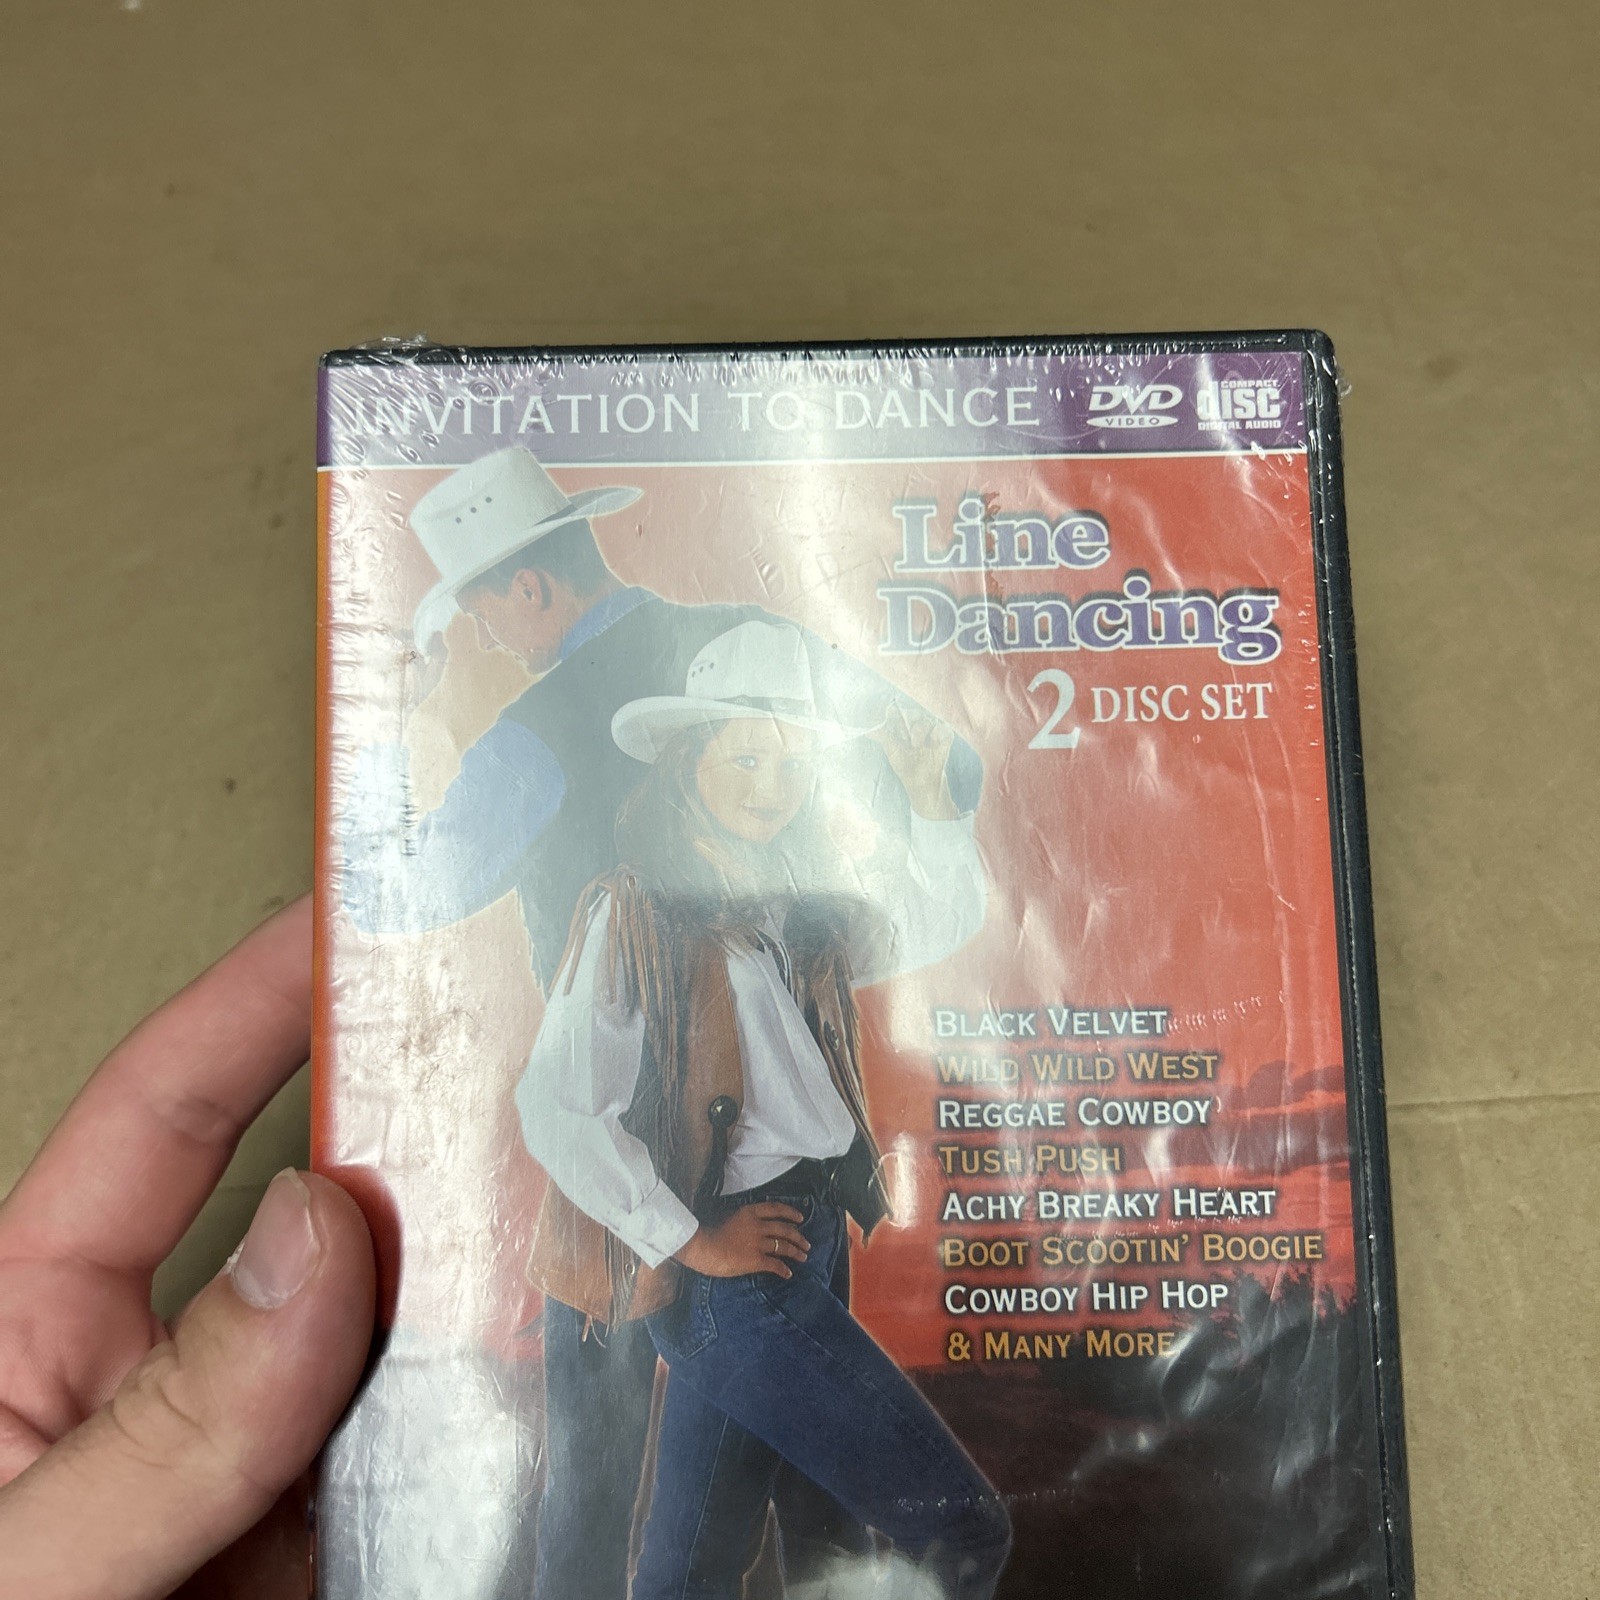 INVITATION TO DANCE
DVD
VIDEO
COMPACT
disc
DIGITAL AUDIO
Line
Dancing
2 DISC SET
BLACK VELVET
WILD WILD WEST
REGGAE COWBOY
TUSH PUSH
ACHY BREAKY HEART
BOOT SCOOTIN' BOOGIE
COWBOY HIP HOP
& MANY MORE